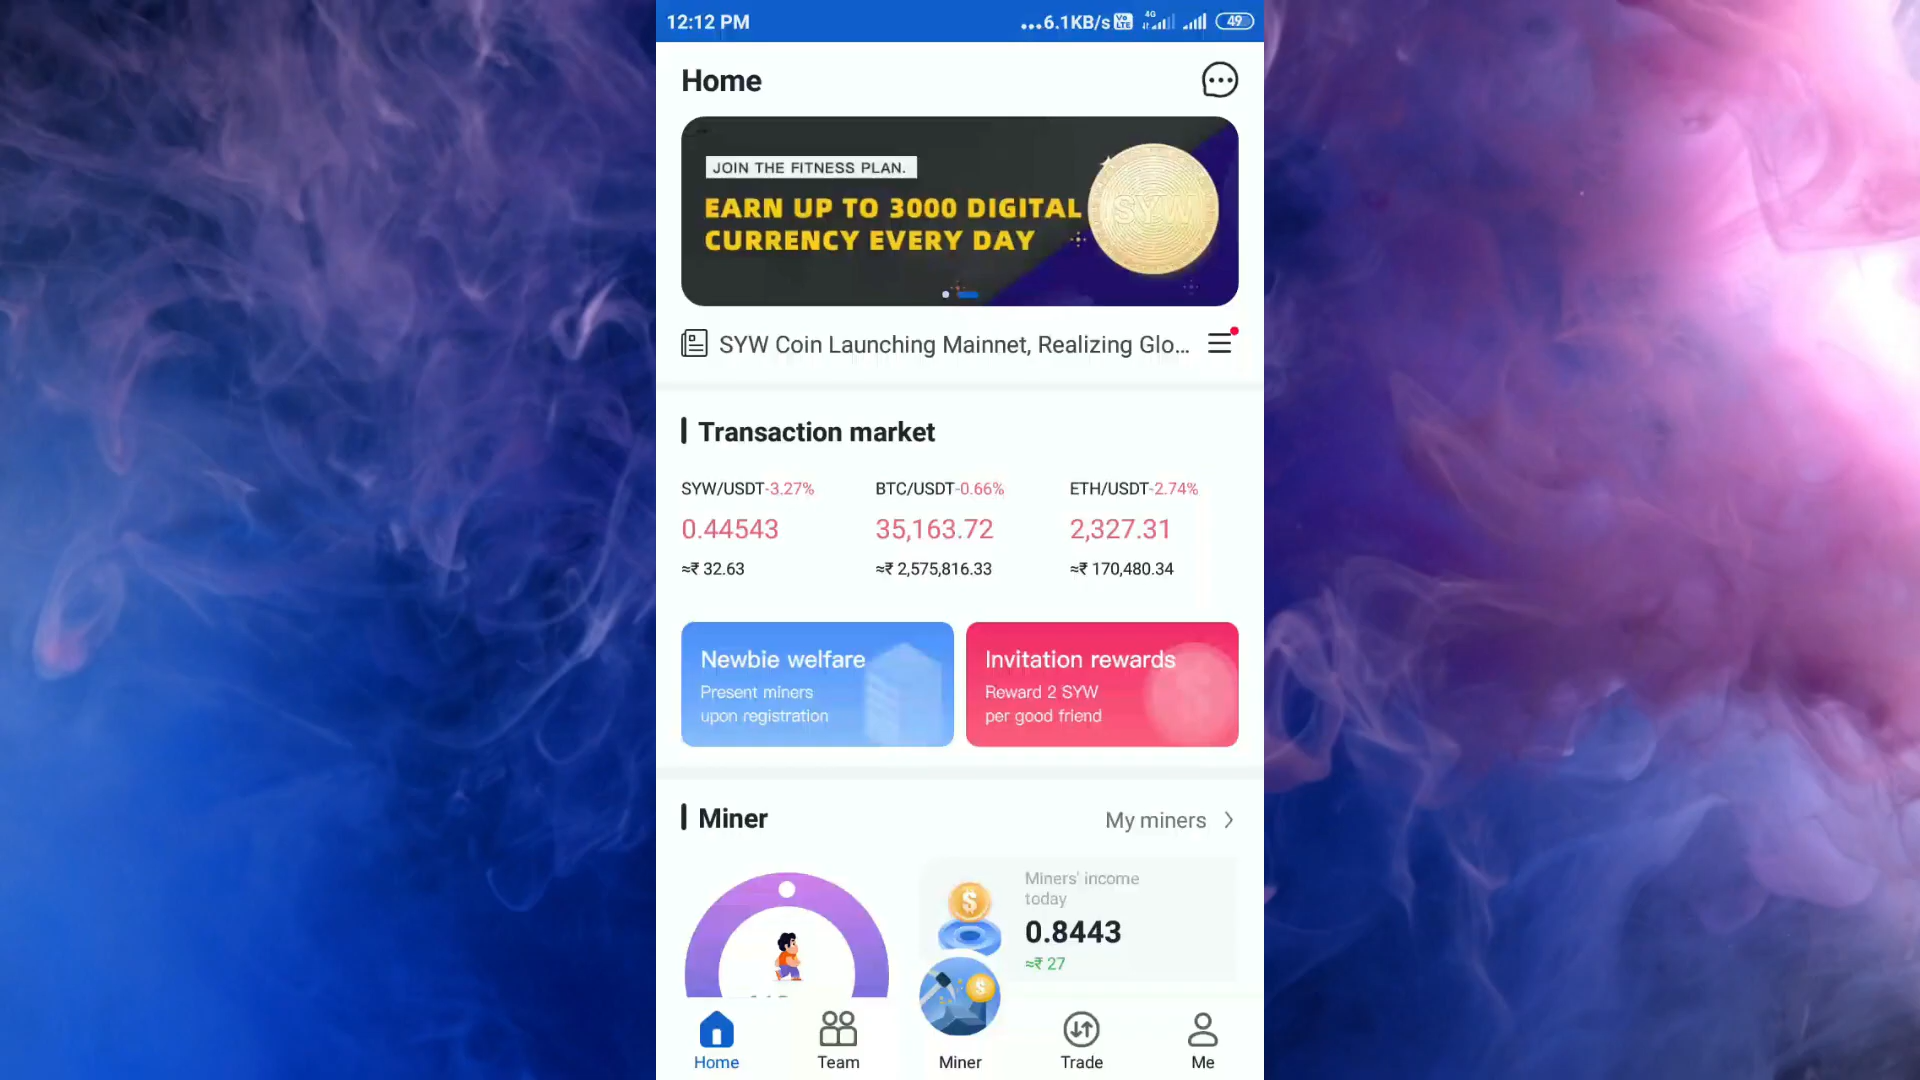 12:12 PM
...6.1KB/s Vo LTE 4G 49
Home
JOIN THE FITNESS PLAN.
EARN UP TO 3000 DIGITAL
CURRENCY EVERY DAY
SYW
SYW Coin Launching Mainnet, Realizing Glo...
Transaction market
SYW/USDT-3.27% BTC/USDT-0.66% ETH/USDT-2.74%
0.44543 35,163.72 2,327.31
≈₹ 32.63 ≈₹ 2,575,816.33 ≈₹ 170,480.34
Newbie welfare
Present miners
upon registration
Invitation rewards
Reward 2 SYW
per good friend
Miner
My miners
Miners' income
today
0.8443
≈₹ 27
Home Team Miner Trade Me